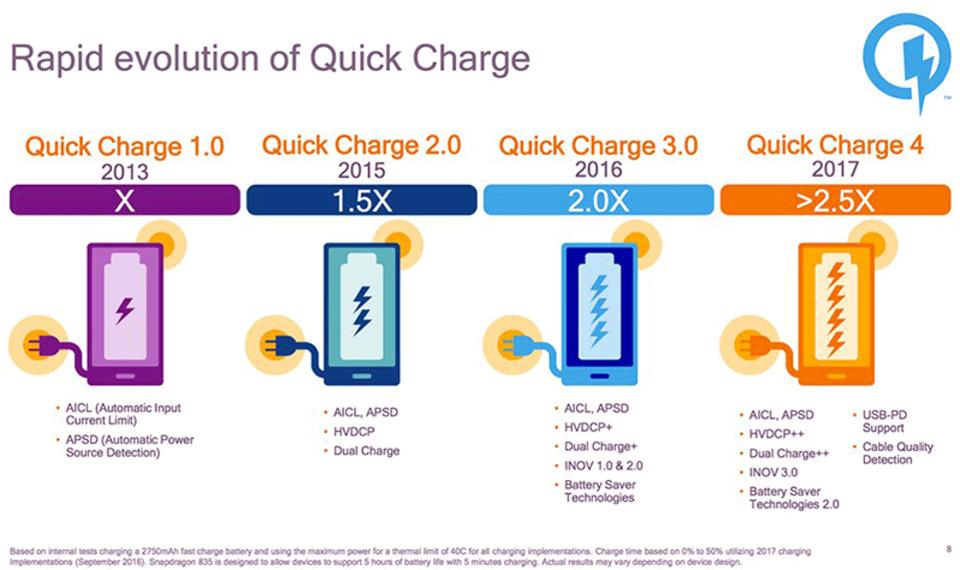 Rapid evolution of Quick Charge
TM
Quick Charge 1.0
2013
X
Quick Charge 2.0
2015
1.5X
Quick Charge 3.0
2016
2.0X
Quick Charge 4
2017
>2.5X
• AICL (Automatic Input
Current Limit)
• APSD (Automatic Power
Source Detection)
• AICL, APSD
• HVDCP
• Dual Charge
• AICL, APSD
• HVDCP+
• Dual Charge+
• INOV 1.0 & 2.0
• Battery Saver
Technologies
• AICL, APSD
• HVDCP++
• Dual Charge++
• INOV 3.0
• Battery Saver
Technologies 2.0
• USB-PD
Support
• Cable Quality
Detection
Based on internal tests charging a 2750mAh fast charge battery and using the maximum power for a thermal limit of 40C for all charging implementations. Charge time based on 0% to 50% utilizing 2017 charging
Implementations (September 2016). Snapdragon 835 is designed to allow devices to support 5 hours of battery life with 5 minutes charging. Actual results may vary depending on device design.
8